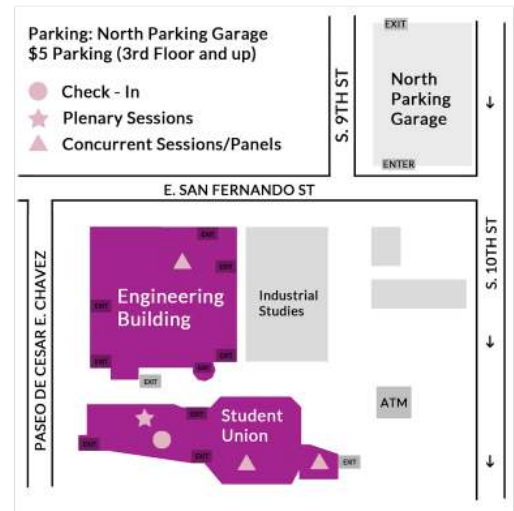 Parking: North Parking Garage
$5 Parking (3rd Floor and up)
Check - In
Plenary Sessions
Concurrent Sessions/Panels
EXIT
North
Parking
Garage
ENTER
S. 9TH ST
E. SAN FERNANDO ST
S. 10TH ST
PASEO DE CESAR E. CHAVEZ
EXIT
EXIT
EXIT
Engineering
Building
EXIT
EXIT
EXIT
EXIT
Industrial
Studies
ATM
EXIT
Student
Union
EXIT
EXIT
EXIT